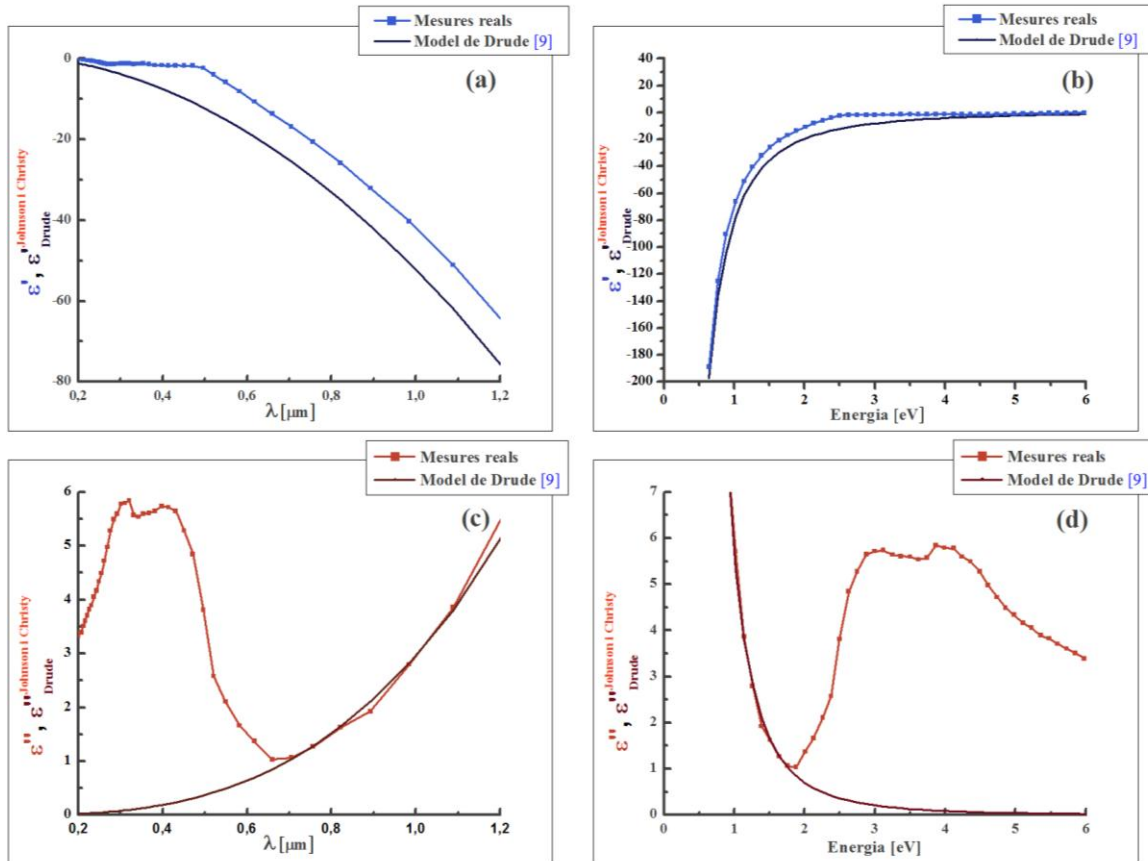 Mesures reals
Model de Drude [9]
(a)
0
-20
-40
-60
-80
0,2
0,4
0,6
0,8
1,0
1,2
λ [μm]
ε', ε'Johnson i Christy Drude
Mesures reals
Model de Drude [9]
(b)
40
20
0
-20
-40
-60
-80
-100
-120
-140
-160
-180
-200
0
1
2
3
4
5
6
Energia [eV]
ε', ε'Johnson i Christy Drude
Mesures reals
Model de Drude [9]
(c)
6
5
4
3
2
1
0
0,2
0,4
0,6
0,8
1,0
1,2
λ [μm]
ε'', ε''Johnson i Christy Drude
Mesures reals
Model de Drude [9]
(d)
7
6
5
4
3
2
1
0
0
1
2
3
4
5
6
Energia [eV]
ε'', ε''Johnson i Christy Drude